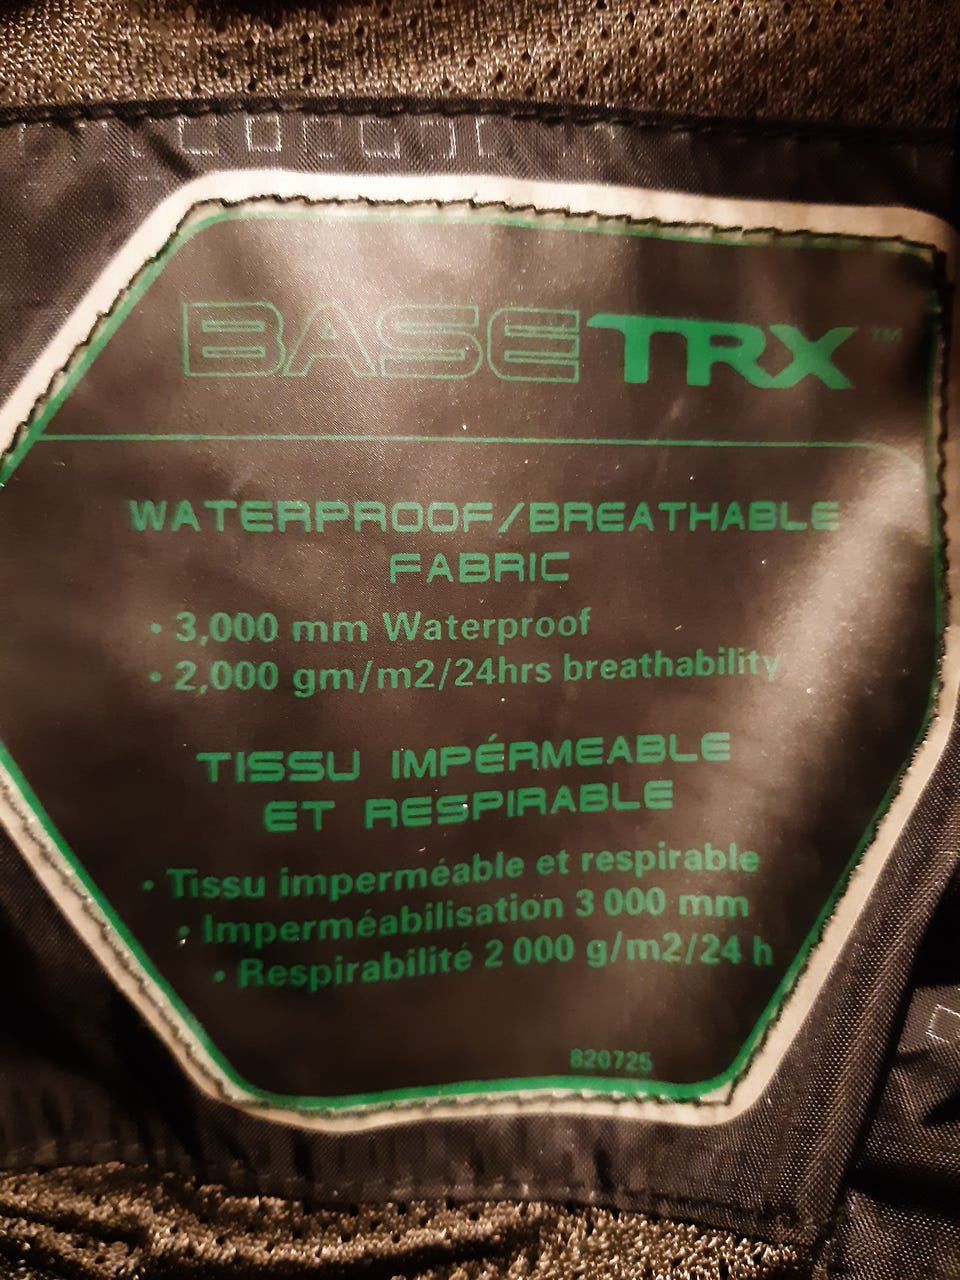 BASETRX™
WATERPROOF/BREATHABLE
FABRIC
• 3,000 mm Waterproof
• 2,000 gm/m2/24hrs breathability
TISSU IMPÉRMEABLE
ET RESPIRABLE
• Tissu imperméable et respirable
• Imperméabilisation 3 000 mm
• Respirabilité 2 000 g/m2/24 h
820725